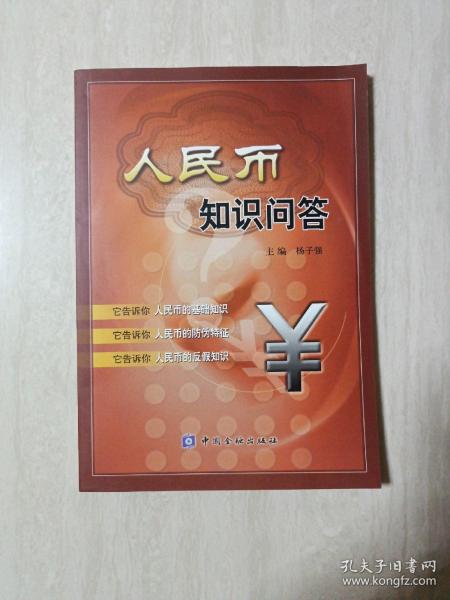 人民币
知识问答
主编 杨子强
它告诉你 人民币的基础知识
它告诉你 人民币的防伪特征
它告诉你 人民币的反假知识
¥
中国金融出版社
孔夫子旧书网
www.kongfz.com